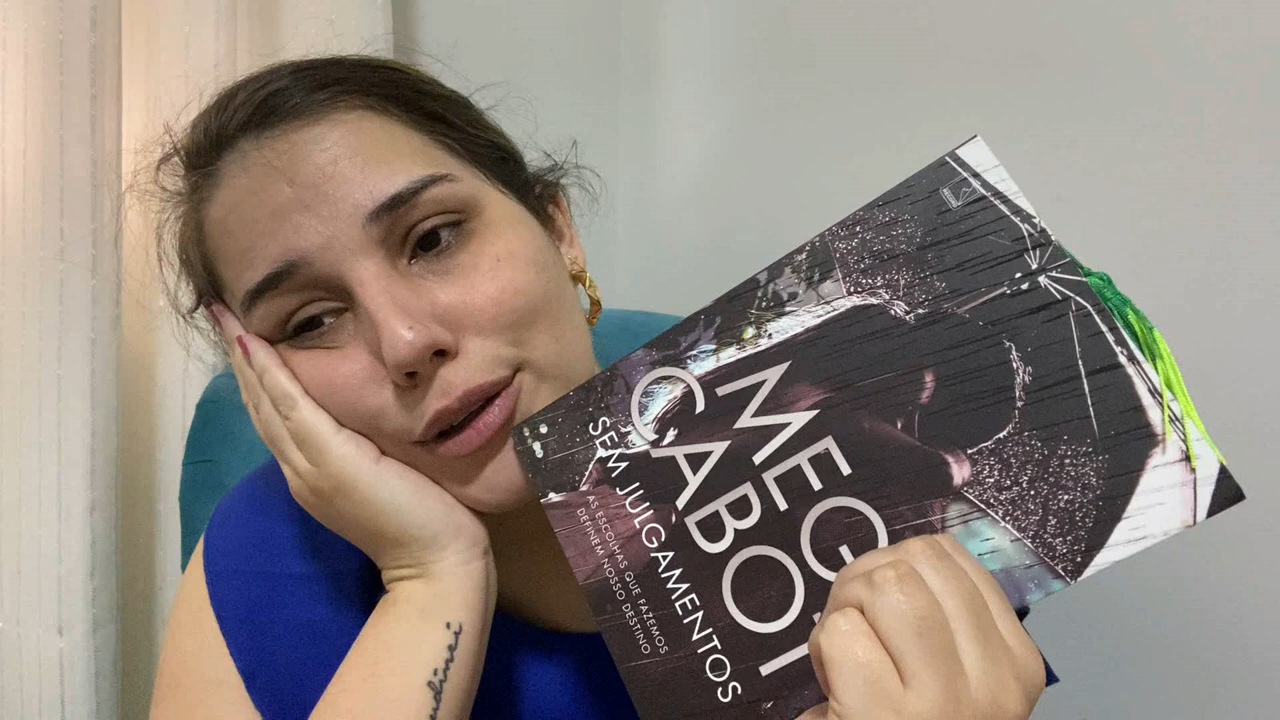 MEG
CABOT
SEM JULGAMENTOS
AS ESCOLHAS QUE FAZEMOS
DEFINEM NOSSO DESTINO